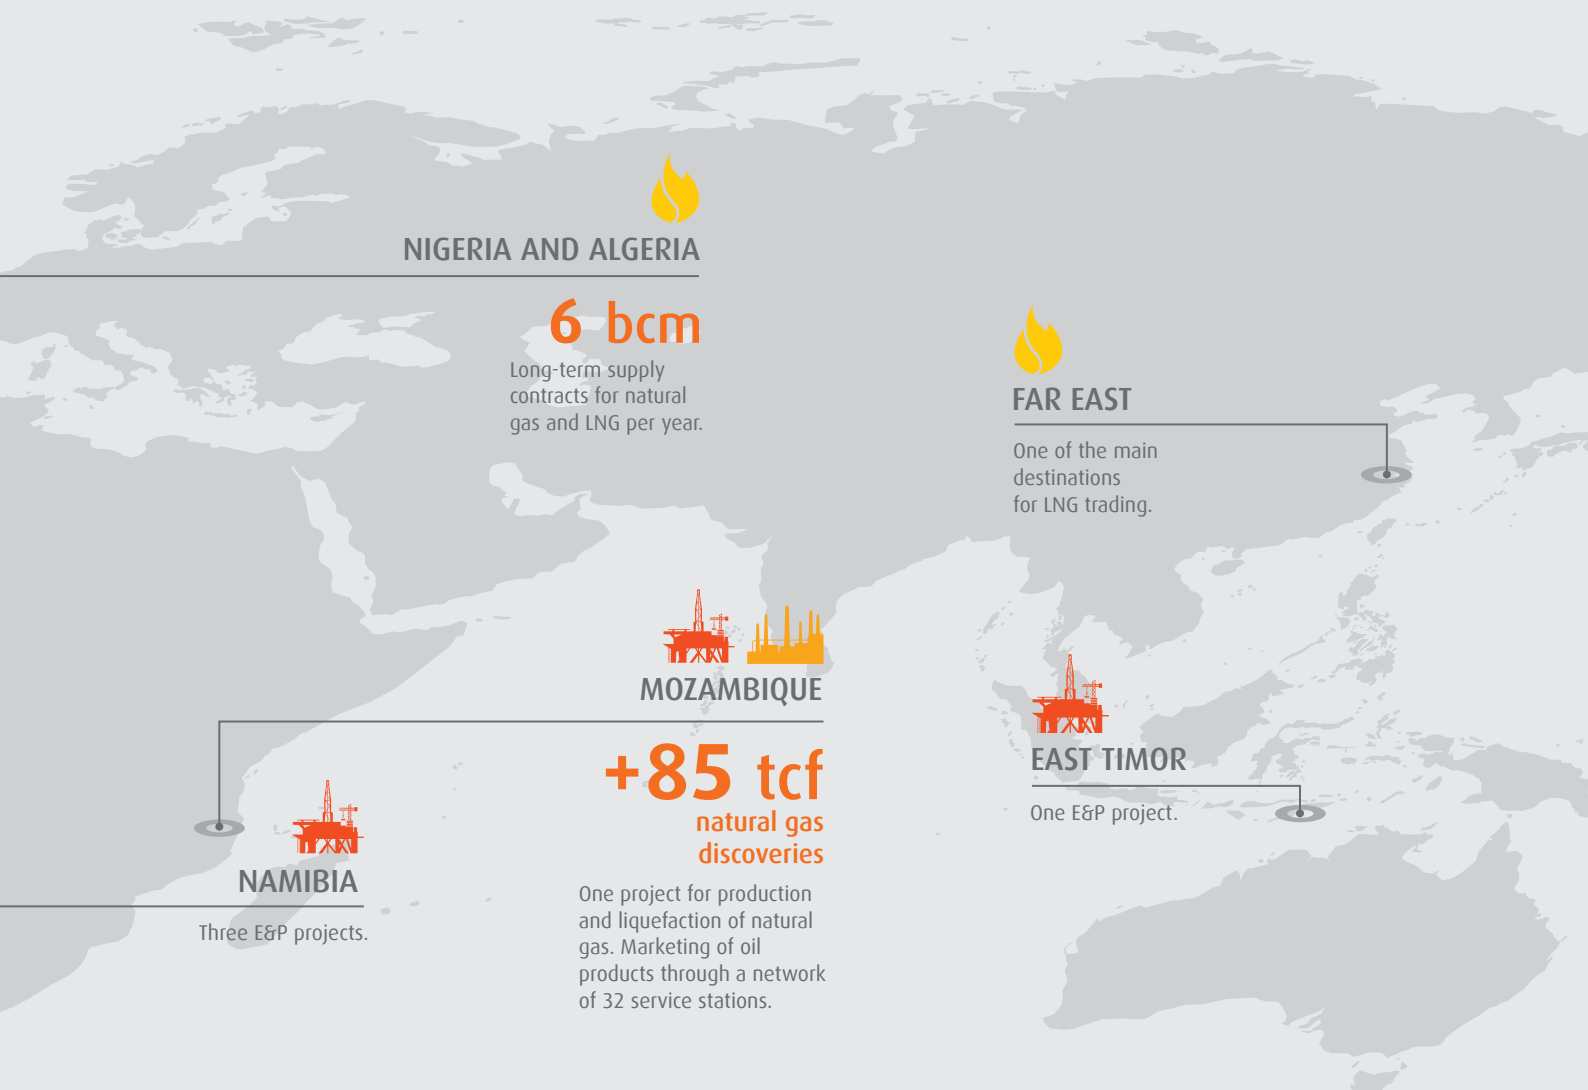 NIGERIA AND ALGERIA
6 bcm
Long-term supply
contracts for natural
gas and LNG per year.
FAR EAST
One of the main
destinations
for LNG trading.
MOZAMBIQUE
+85 tcf
natural gas
discoveries
One project for production
and liquefaction of natural
gas. Marketing of oil
products through a network
of 32 service stations.
EAST TIMOR
One E&P project.
NAMIBIA
Three E&P projects.